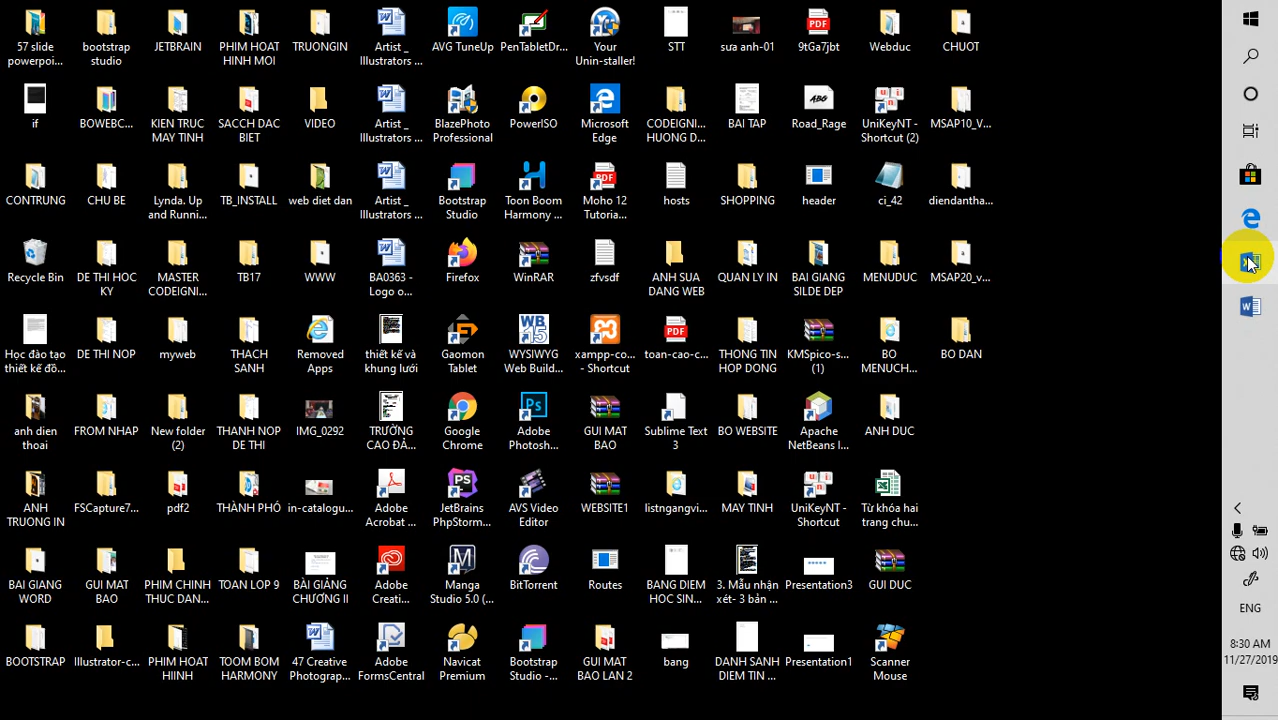 57 slide
powerpoi...
bootstrap
studio
JETBRAIN
PHIM HOAT
HINH MOI
TRUONGIN
Artist _
Illustrators ...
AVG TuneUp
PenTabletDr...
Your
Unin-staller!
STT
sua anh-01
9tGa7jbt
Webduc
CHUOT
if
BOWEBC...
KIEN TRUC
MAY TINH
SACCH DAC
BIET
VIDEO
Artist _
Illustrators ...
BlazePhoto
Professional
PowerISO
Microsoft
Edge
CODEIGNI...
HUONG D...
BAI TAP
Road_Rage
UniKeyNT -
Shortcut (2)
MSAP10_V...
CONTRUNG
CHU BE
Lynda. Up
and Runni...
TB_INSTALL
web diet dan
Artist _
Illustrators ...
Bootstrap
Studio
Toon Boom
Harmony ...
Moho 12
Tutoria...
hosts
SHOPPING
header
ci_42
diendantha...
Recycle Bin
DE THI HOC
KY
MASTER
CODEIGNI...
TB17
WWW
BA0363 -
Logo o...
Firefox
WinRAR
zfvsdf
ANH SUA
DANG WEB
QUAN LY IN
BAI GIANG
SILDE DEP
MENUDUC
MSAP20_v...
Học đào tạo
thiết kế đồ...
DE THI NOP
myweb
THACH
SANH
Removed
Apps
thiết kế và
khung lưới
Gaomon
Tablet
WYSIWYG
Web Build...
xampp-co...
- Shortcut
toan-cao-c...
THONG TIN
HOP DONG
KMSpico-s...
(1)
BO
MENUCH...
BO DAN
anh dien
thoai
FROM NHAP
New folder
(2)
THANH NOP
DE THI
IMG_0292
TRƯỜNG
CAO ĐẲ...
Google
Chrome
Adobe
Photosh...
GUI MAT
BAO
Sublime Text
3
BO WEBSITE
Apache
NetBeans I...
ANH DUC
ANH
TRUONG IN
FSCapture7...
pdf2
THÀNH PHÓ
in-catalogu...
Adobe
Acrobat ...
JetBrains
PhpStorm...
AVS Video
Editor
WEBSITE1
listngangvi...
MAY TINH
UniKeyNT -
Shortcut
Từ khóa hai
trang chu...
BAI GIANG
WORD
GUI MAT
BAO
PHIM CHINH
THUC DAN...
TOAN LOP 9
BÀI GIẢNG
CHƯƠNG II
Adobe
Creati...
Manga
Studio 5.0 (...
BitTorrent
Routes
BANG DIEM
HOC SIN...
3. Mẫu nhận
xét- 3 bản ...
Presentation3
GUI DUC
BOOTSTRAP
Illustrator-c...
PHIM HOAT
HIINH
TOOM BOM
HARMONY
47 Creative
Photograp...
Adobe
FormsCentral
Navicat
Premium
Bootstrap
Studio -...
GUI MAT
BAO LAN 2
bang
DANH SANH
DIEM TIN ...
Presentation1
Scanner
Mouse
ENG
8:30 AM
11/27/2019